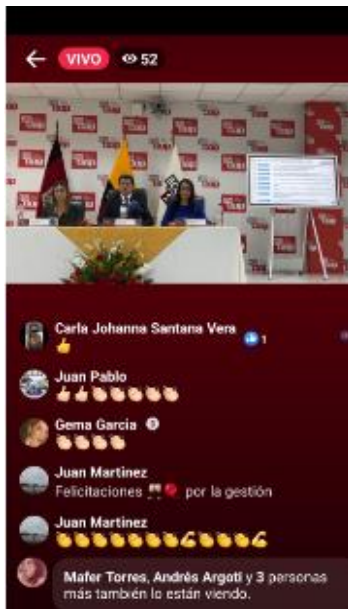 VIVO 52
Carla Johanna Santana Vera
👍 1
Juan Pablo
👍👍👏👏👏👏👏
Gema Garcia
👏👏👏👏
Juan Martinez
Felicitaciones 🥂🌹 por la gestión
Juan Martinez
👏👏👏👏👏👏👏💪👏👏👏💪
Mafer Torres, Andrés Argoti y 3 personas
más también lo están viendo.